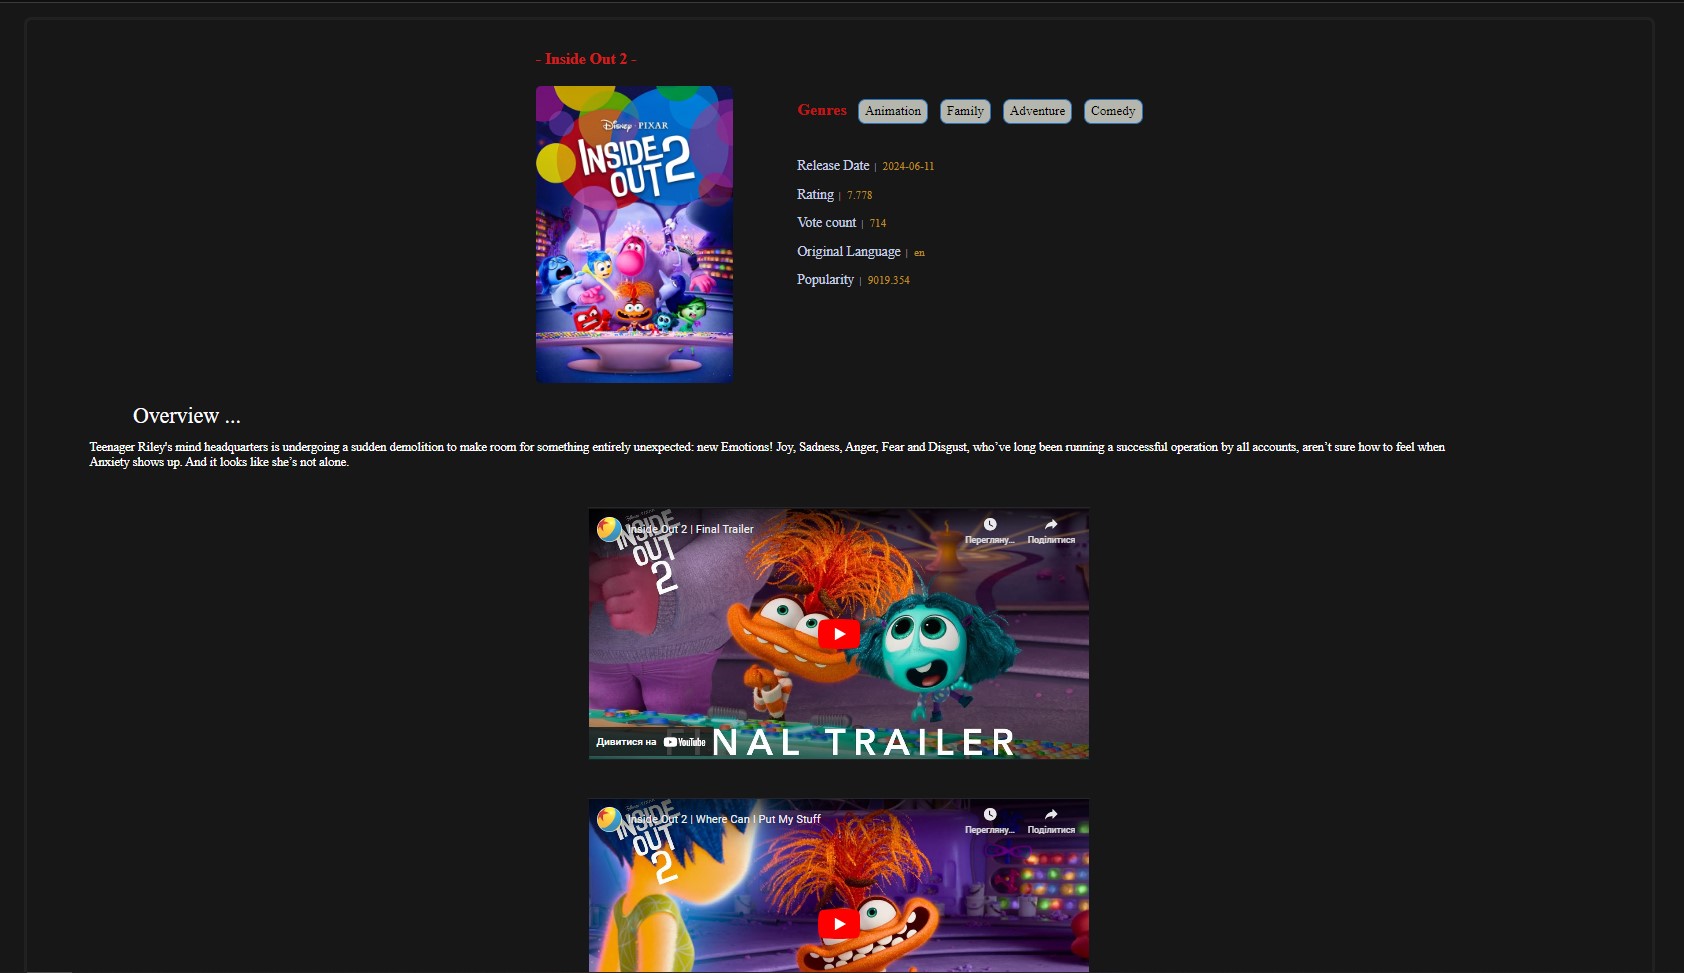 - Inside Out 2 -
Disney · PIXAR
INSIDE
OUT 2
Genres Animation Family Adventure Comedy
Release Date | 2024-06-11
Rating | 7.778
Vote count | 714
Original Language | en
Popularity | 9019.354
Overview ...
Teenager Riley's mind headquarters is undergoing a sudden demolition to make room for something entirely unexpected: new Emotions! Joy, Sadness, Anger, Fear and Disgust, who’ve long been running a successful operation by all accounts, aren’t sure how to feel when
Anxiety shows up. And it looks like she’s not alone.
Inside Out 2 | Final Trailer
Перегляну... Поділитися
INSIDE
OUT
2
FINAL TRAILER
Дивитися на YouTube
Inside Out 2 | Where Can I Put My Stuff
Перегляну... Поділитися
INSIDE
OUT
2